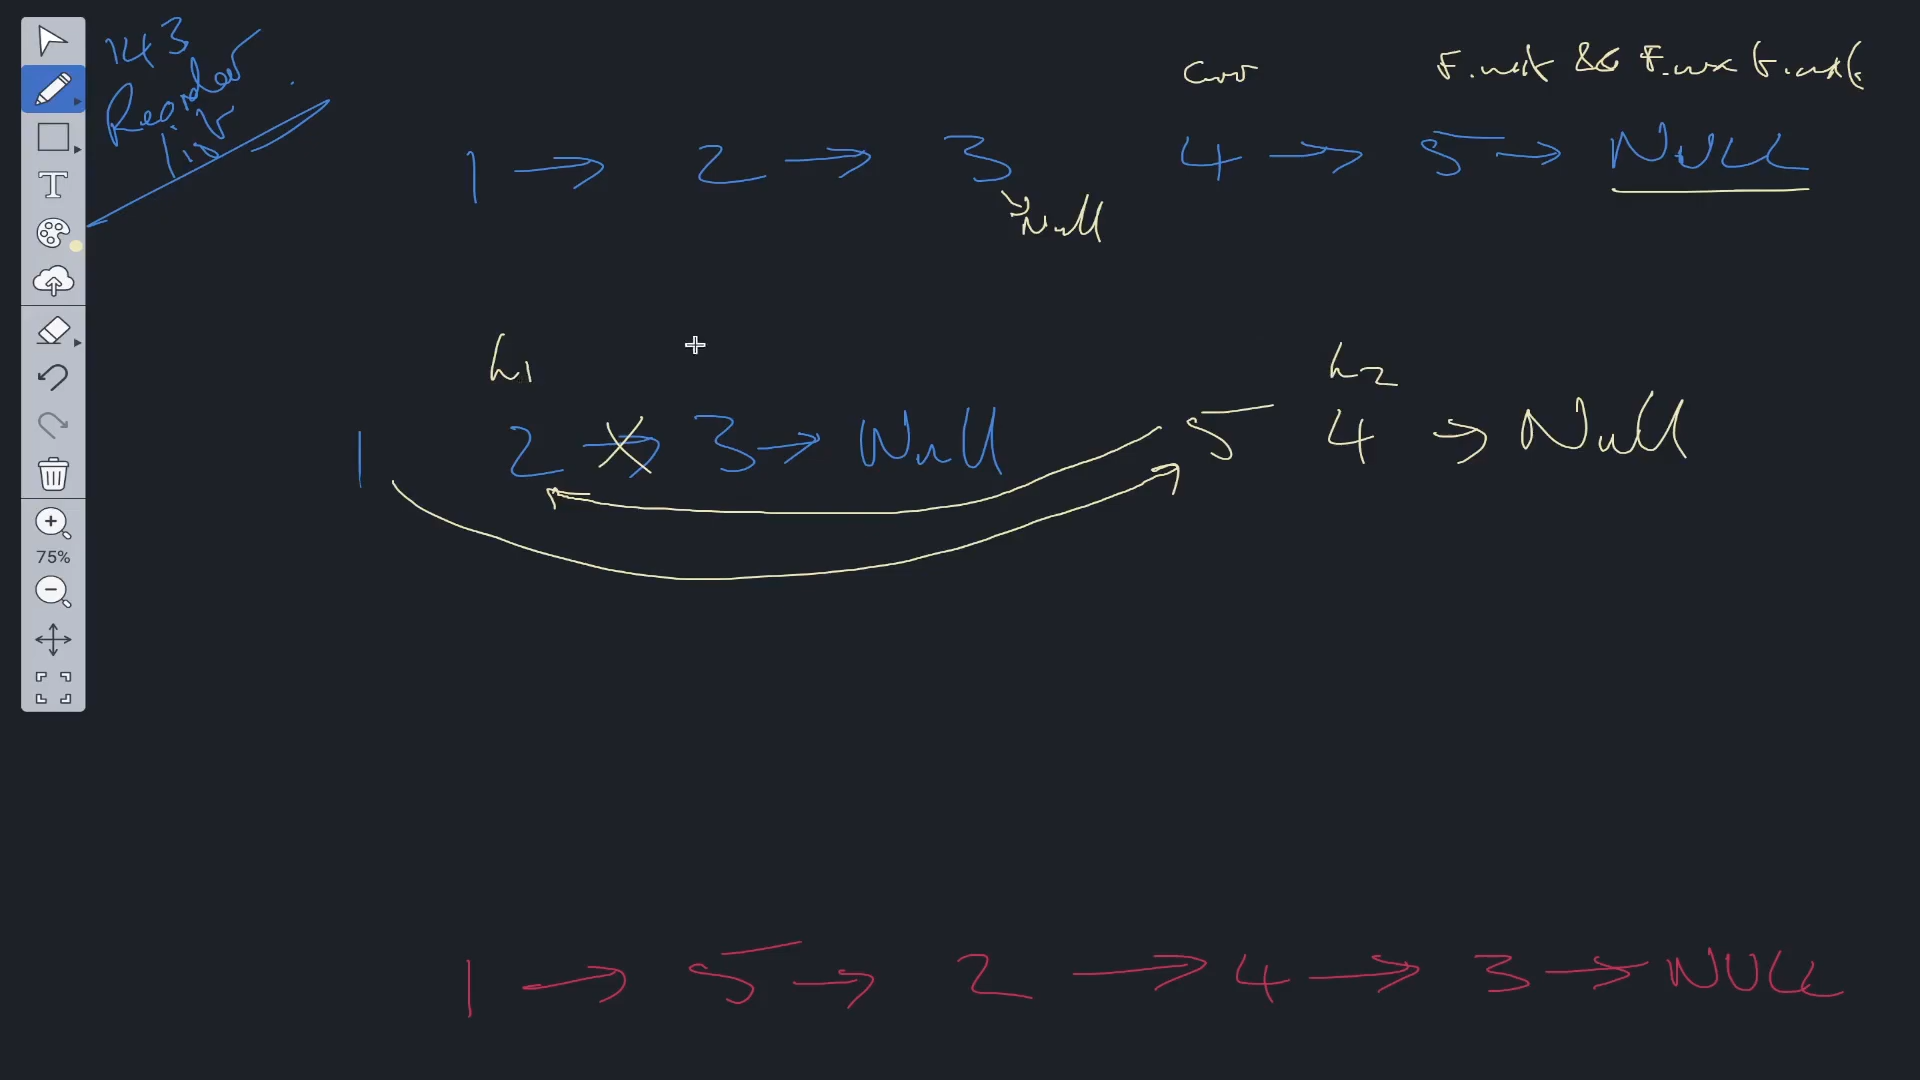 143
Reorder
list
curr
F.next && F.next F.next
1 → 2 → 3 4 → 5 → NULL
Null
h1 h2
1 2 → 3 → Null 5 4 → Null
75%
1 → 5 → 2 → 4 → 3 → NULL